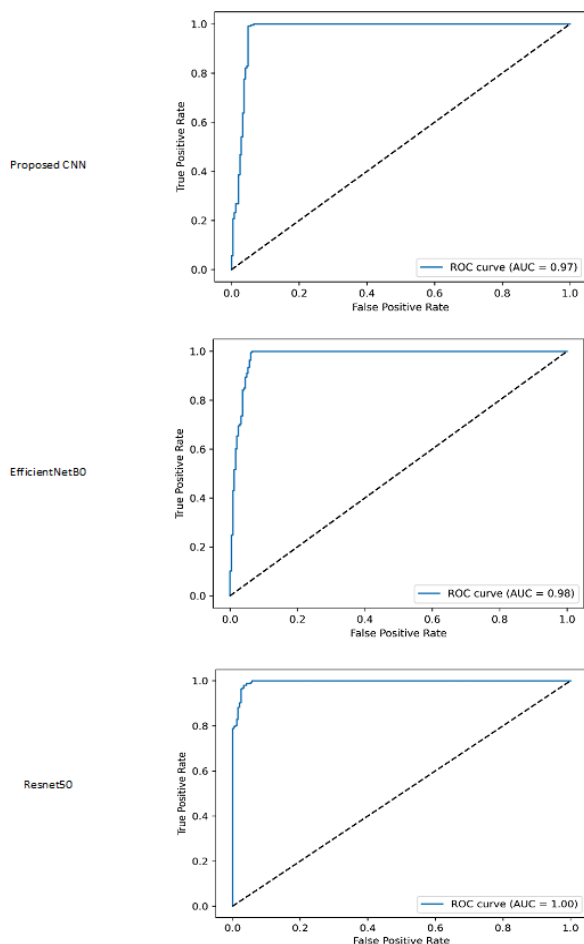 1.0
0.8
0.6
0.4
0.2
0.0
True Positive Rate
Proposed CNN
ROC curve (AUC = 0.97)
0.0 0.2 0.4 0.6 0.8 1.0
False Positive Rate
1.0
0.8
0.6
0.4
0.2
0.0
True Positive Rate
EfficientNetB0
ROC curve (AUC = 0.98)
0.0 0.2 0.4 0.6 0.8 1.0
False Positive Rate
1.0
0.8
0.6
0.4
0.2
0.0
True Positive Rate
Resnet50
ROC curve (AUC = 1.00)
0.0 0.2 0.4 0.6 0.8 1.0
False Positive Rate